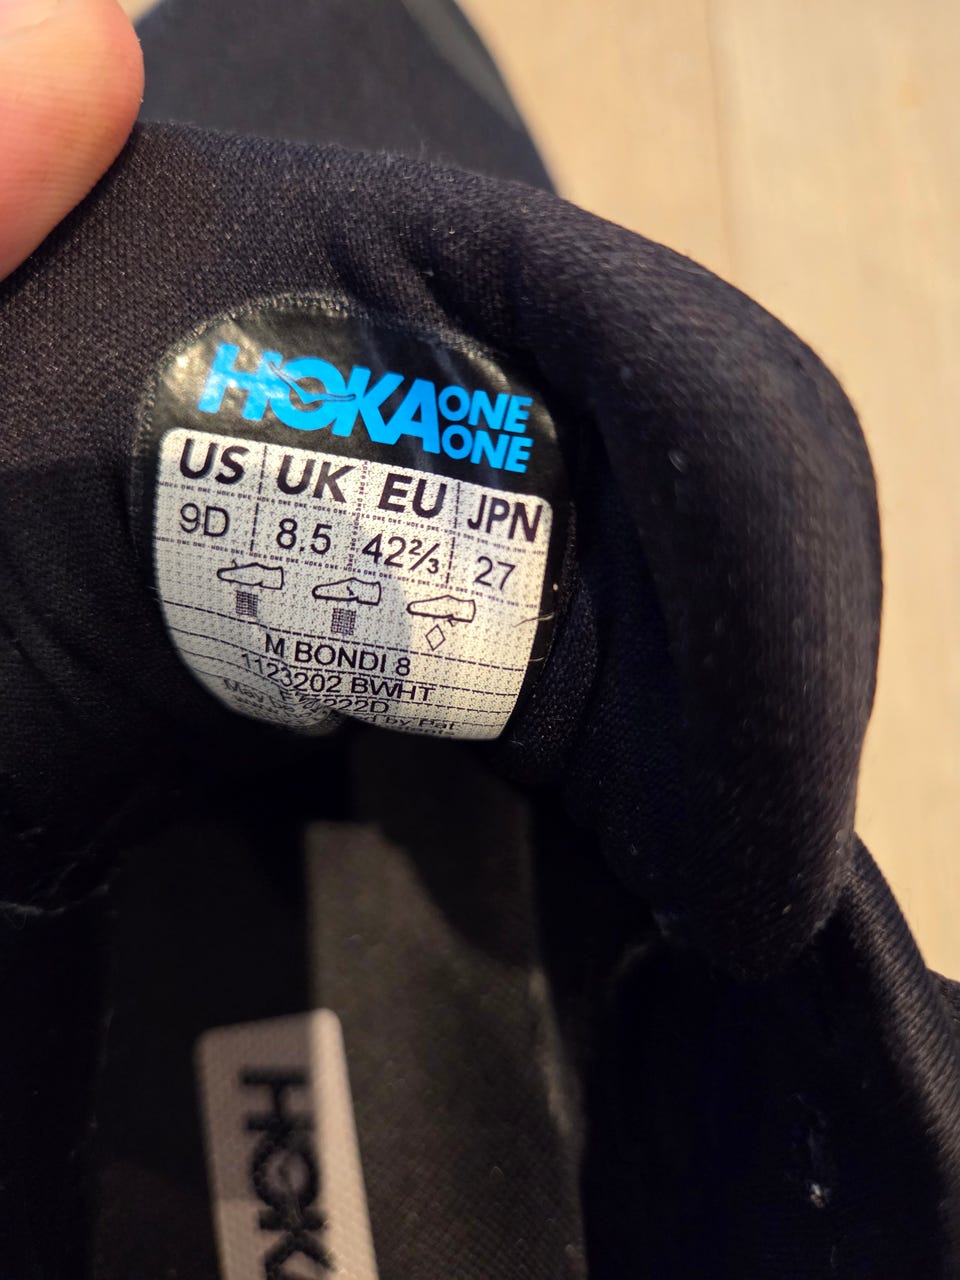 HOKA ONE ONE
US UK EU JPN
9D 8.5 42⅔ 27
M BONDI 8
1123202 BWHT
HOKA